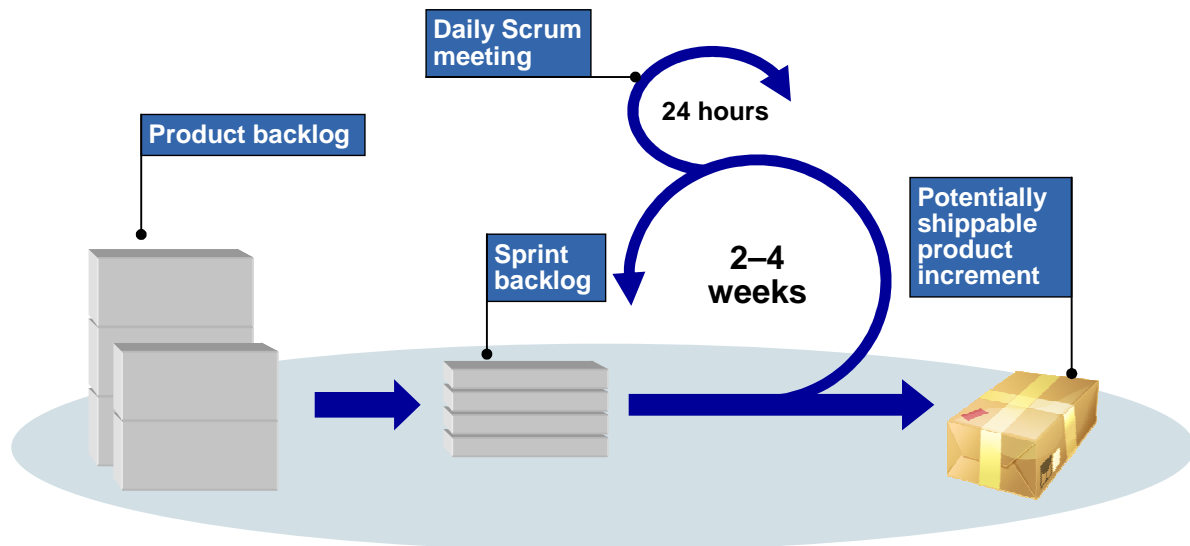 Daily Scrum
meeting
24 hours
Product backlog
Potentially
shippable
product
increment
Sprint
backlog
2–4
weeks